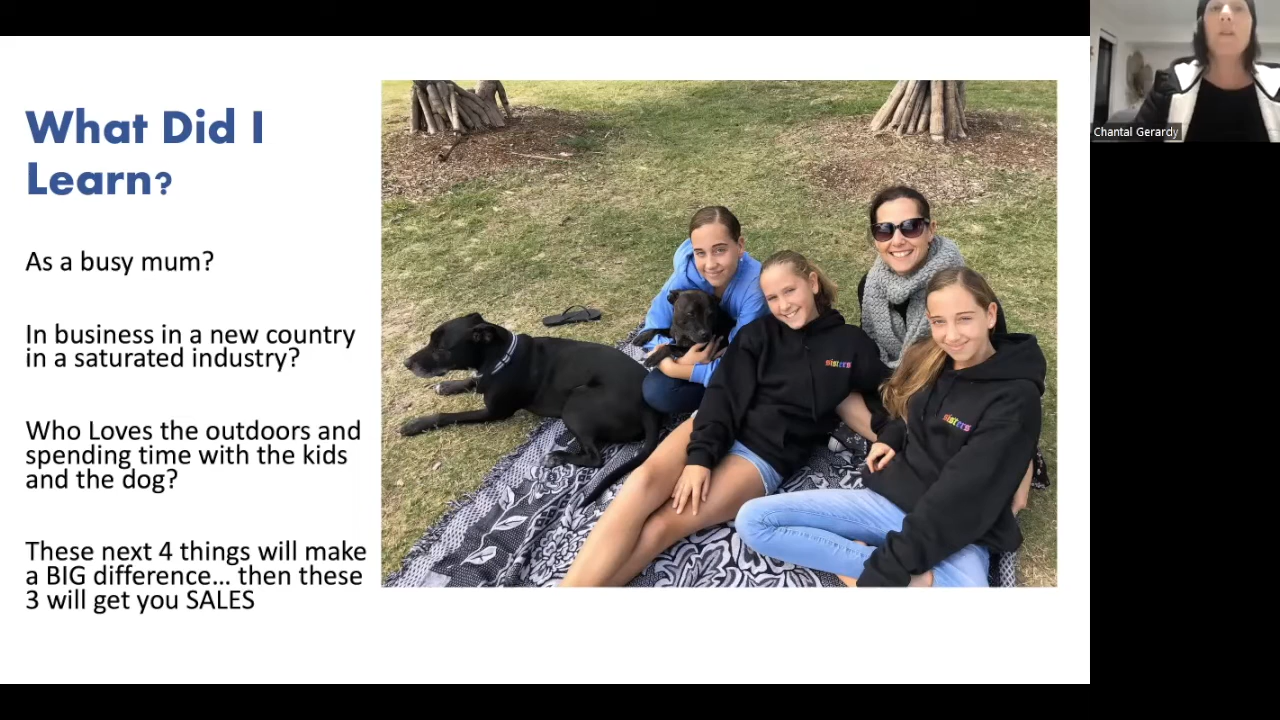 What Did I
Learn?
As a busy mum?
In business in a new country
in a saturated industry?
Who Loves the outdoors and
spending time with the kids
and the dog?
These next 4 things will make
a BIG difference... then these
3 will get you SALES
sisters
sisters
Chantal Gerardy